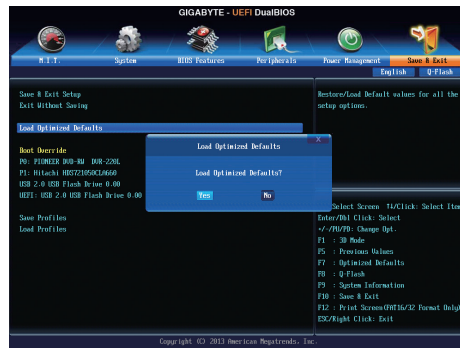 GIGABYTE - UEFI DualBIOS
M.I.T.
System
BIOS Features
Peripherals
Power Management
Save & Exit
English
Q-Flash
Save & Exit Setup
Exit Without Saving
Load Optimized Defaults
Boot Override
P0: PIONEER DVD-RW  DVR-220L
P1: Hitachi HDS721050CLA660
USB 2.0 USB Flash Drive 0.00
UEFI: USB 2.0 USB Flash Drive 0.00
Save Profiles
Load Profiles
Restore/Load Default values for all the
setup options.
Load Optimized Defaults
X
Load Optimized Defaults?
Yes
No
Select Screen  ↑↓/Click: Select Item
Enter/Dbl Click: Select
+/-/PU/PD: Change Opt.
F1  : 3D Mode
F5  : Previous Values
F7  : Optimized Defaults
F8  : Q-Flash
F9  : System Information
F10 : Save & Exit
F12 : Print Screen(FAT16/32 Format Only)
ESC/Right Click: Exit
Copyright (C) 2013 American Megatrends, Inc.